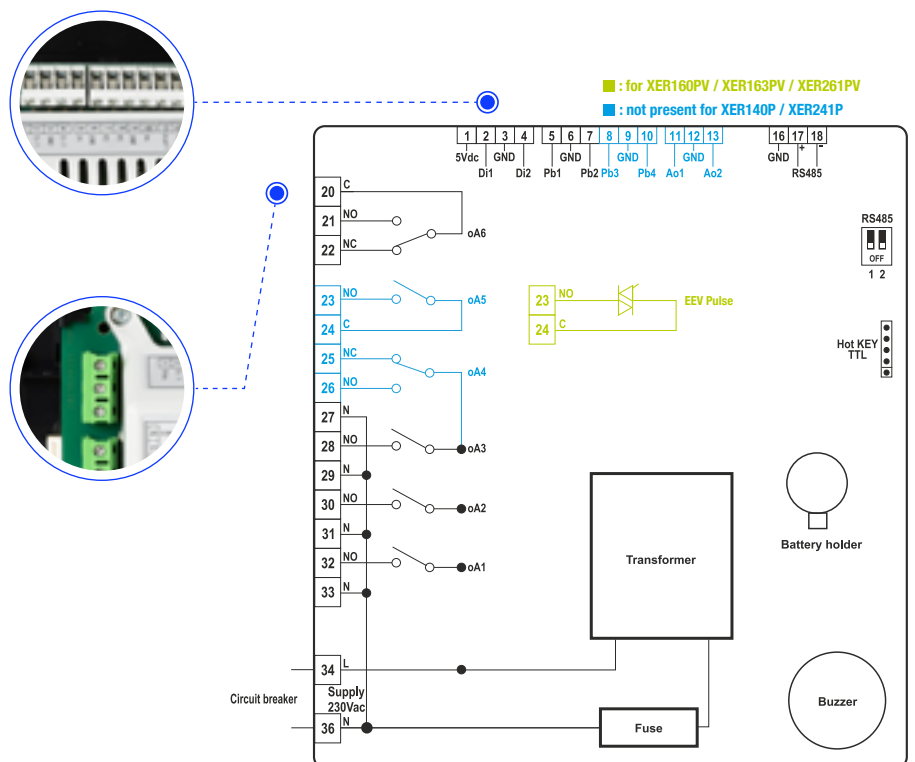 : for XER160PV / XER163PV / XER261PV
: not present for XER140P / XER241P
1 2 3 4 5 6 7 8 9 10 11 12 13 16 17 18
5Vdc GND GND GND GND GND + -
Di1 Di2 Pb1 Pb2 Pb3 Pb4 Ao1 Ao2 RS485
20 C
21 NO
oA6
22 NC
RS485
OFF
1 2
23 NO
oA5
24 C
23 NO
EEV Pulse
24 C
25 NC
oA4
26 NO
Hot KEY
TTL
27 N
28 NO
oA3
29 N
30 NO
oA2
31 N
32 NO
oA1
33 N
Transformer
Battery holder
34 L
Circuit breaker
Supply
230Vac
36 N
Fuse
Buzzer